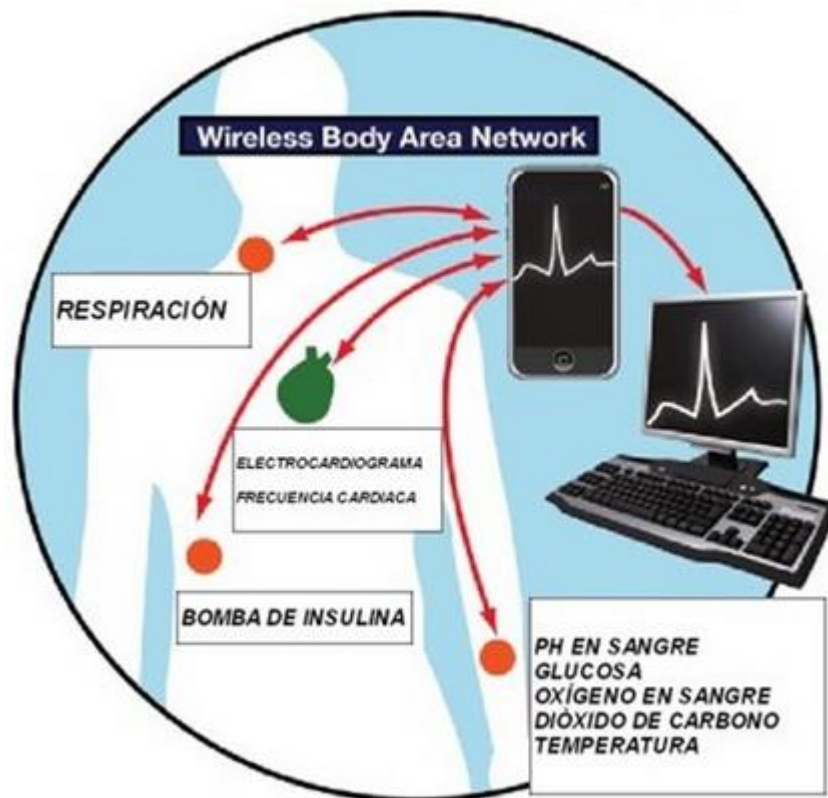 Wireless Body Area Network
RESPIRACIÓN
ELECTROCARDIOGRAMA
FRECUENCIA CARDIACA
BOMBA DE INSULINA
PH EN SANGRE
GLUCOSA
OXÍGENO EN SANGRE
DIÒXIDO DE CARBONO
TEMPERATURA